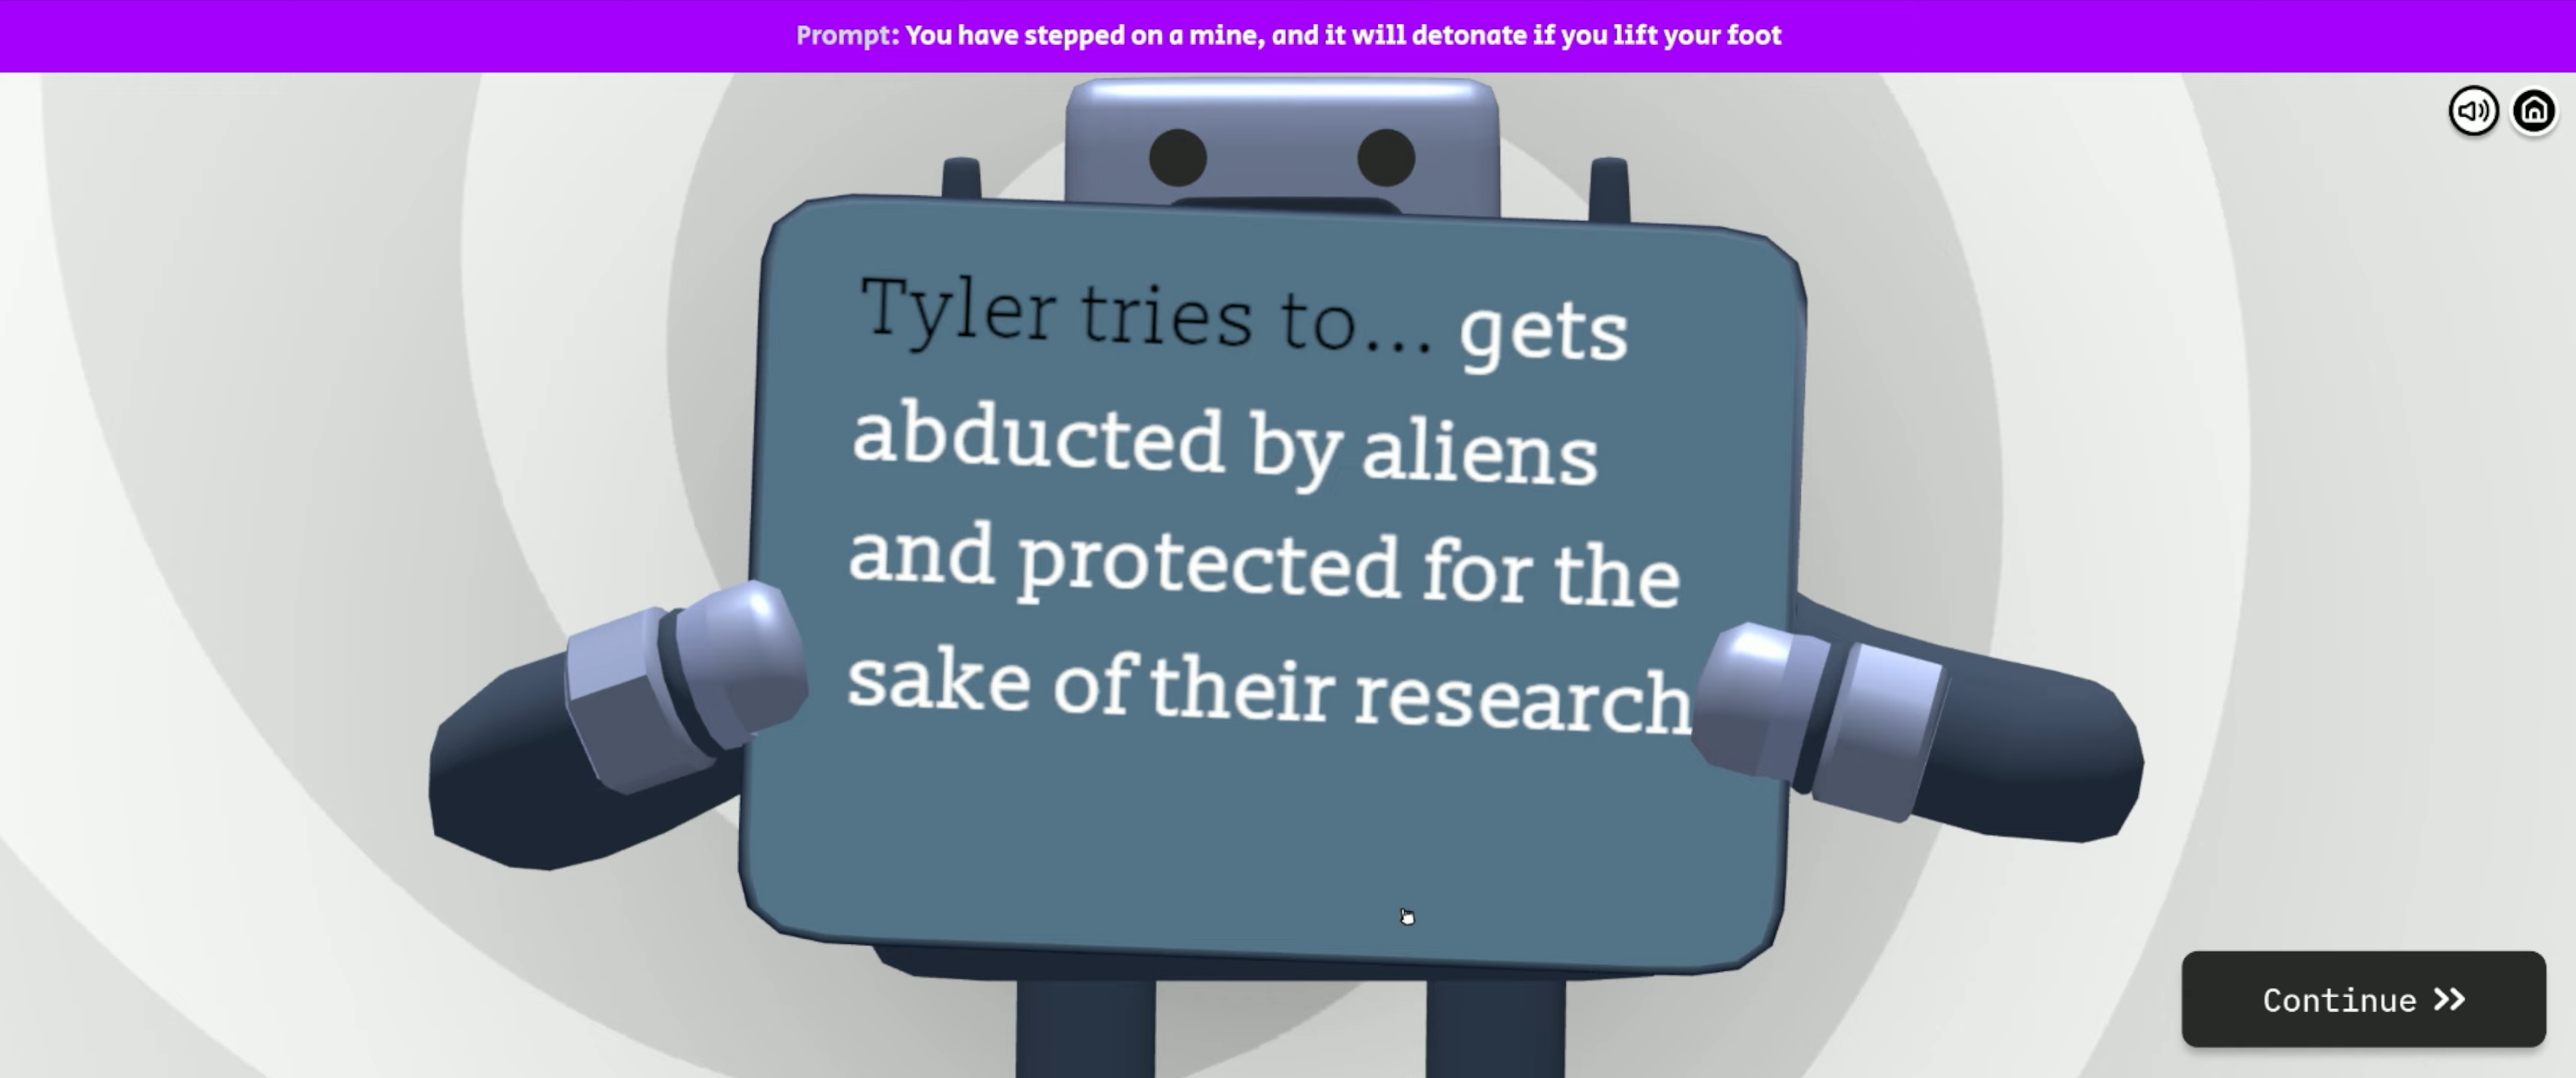 Prompt: You have stepped on a mine, and it will detonate if you lift your foot
Tyler tries to... gets
abducted by aliens
and protected for the
sake of their research
Continue